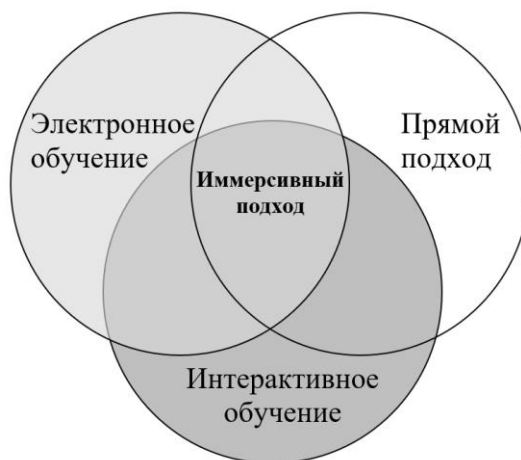 Электронное
обучение
Прямой
подход
Иммерсивный
подход
Интерактивное
обучение